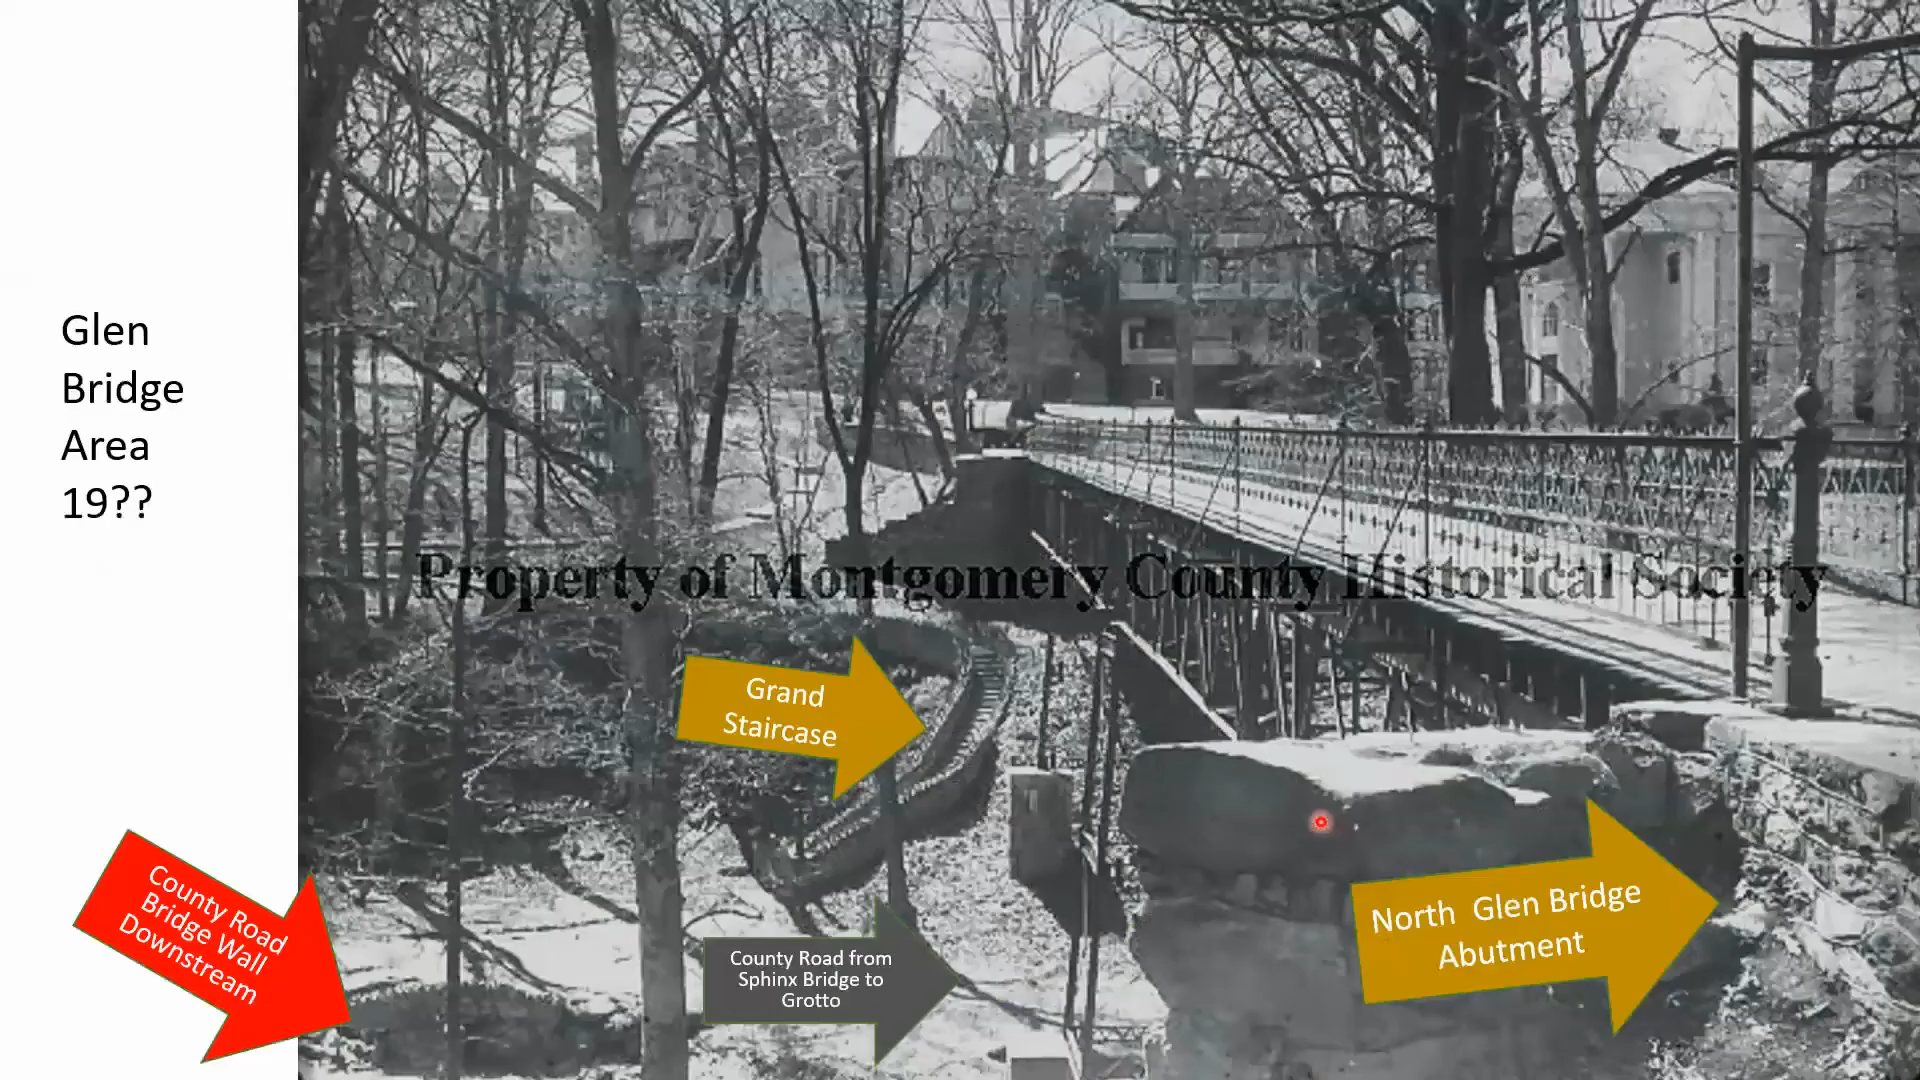 Glen
Bridge
Area
19??
Property of Montgomery County Historical Society
Grand
Staircase
County Road
Bridge Wall
Downstream
County Road from
Sphinx Bridge to
Grotto
North Glen Bridge
Abutment